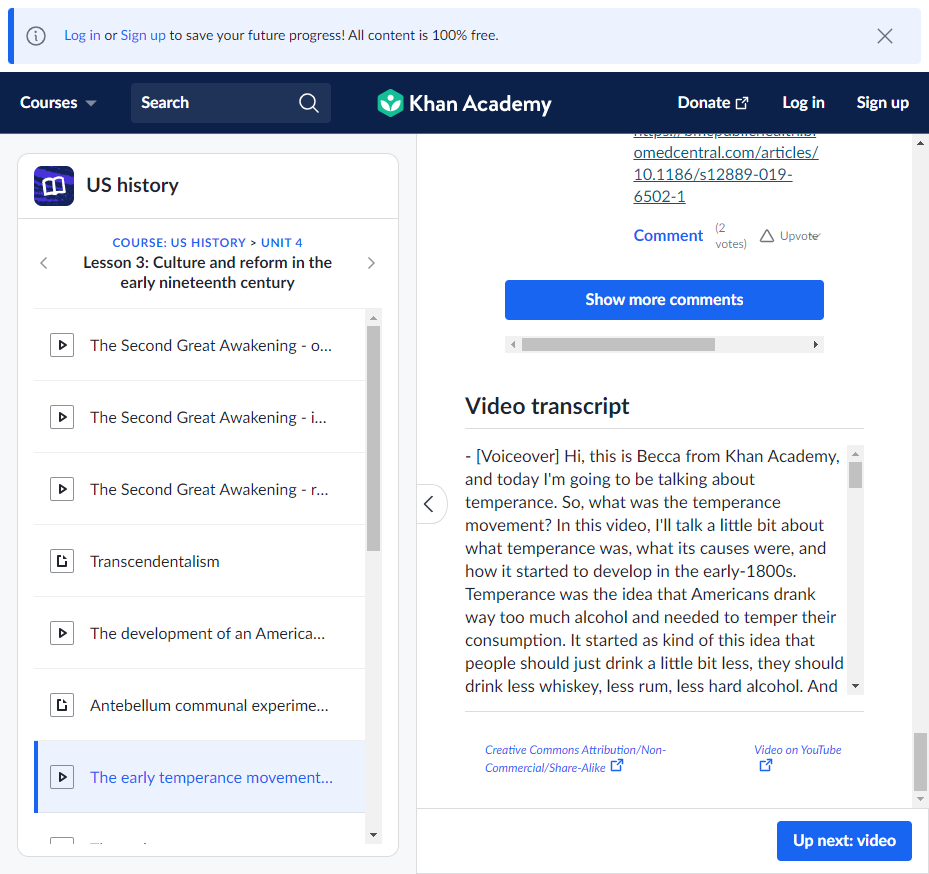 Log in or Sign up to save your future progress! All content is 100% free.
Courses
Search
Khan Academy
Donate
Log in
Sign up
US history
COURSE: US HISTORY > UNIT 4
Lesson 3: Culture and reform in the
early nineteenth century
The Second Great Awakening - o...
The Second Great Awakening - i...
The Second Great Awakening - r...
Transcendentalism
The development of an America...
Antebellum communal experime...
The early temperance movement...
omedcentral.com/articles/
10.1186/s12889-019-
6502-1
Comment
(2
votes)
Upvote
Show more comments
Video transcript
- [Voiceover] Hi, this is Becca from Khan Academy,
and today I'm going to be talking about
temperance. So, what was the temperance
movement? In this video, I'll talk a little bit about
what temperance was, what its causes were, and
how it started to develop in the early-1800s.
Temperance was the idea that Americans drank
way too much alcohol and needed to temper their
consumption. It started as kind of this idea that
people should just drink a little bit less, they should
drink less whiskey, less rum, less hard alcohol. And
Creative Commons Attribution/Non-
Commercial/Share-Alike
Video on YouTube
Up next: video